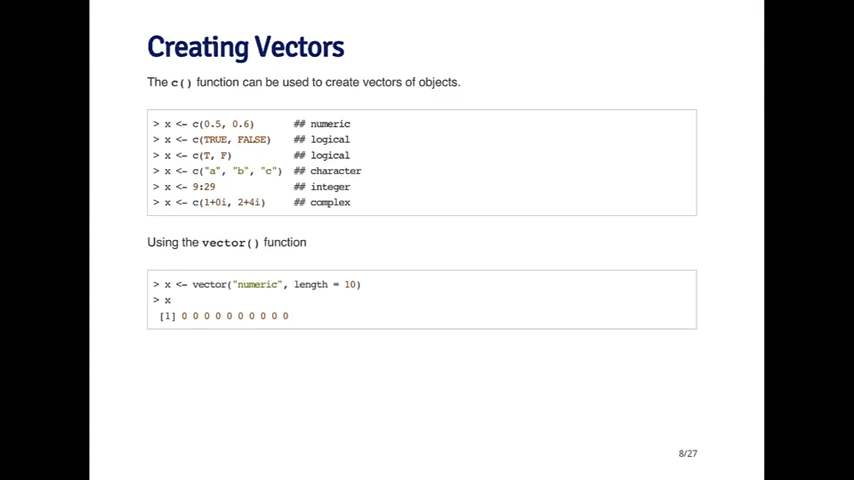 Creating Vectors
The c() function can be used to create vectors of objects.
> x <- c(0.5, 0.6) ## numeric
> x <- c(TRUE, FALSE) ## logical
> x <- c(T, F) ## logical
> x <- c("a", "b", "c") ## character
> x <- 9:29 ## integer
> x <- c(1+0i, 2+4i) ## complex
Using the vector() function
> x <- vector("numeric", length = 10)
> x
[1] 0 0 0 0 0 0 0 0 0 0
8/27